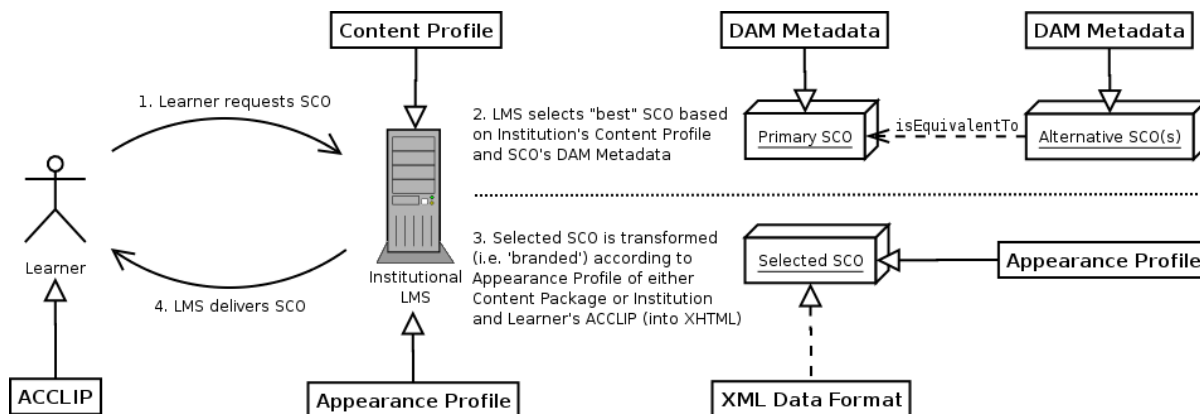 Content Profile
DAM Metadata
DAM Metadata
1. Learner requests SCO
2. LMS selects "best" SCO based
on Institution's Content Profile
and SCO's DAM Metadata
Primary SCO
isEquivalentTo
Alternative SCO(s)
Learner
Institutional
LMS
3. Selected SCO is transformed
(i.e. 'branded') according to
Appearance Profile of either
Content Package or Institution
and Learner's ACCLIP (into XHTML)
Selected SCO
Appearance Profile
4. LMS delivers SCO
ACCLIP
Appearance Profile
XML Data Format